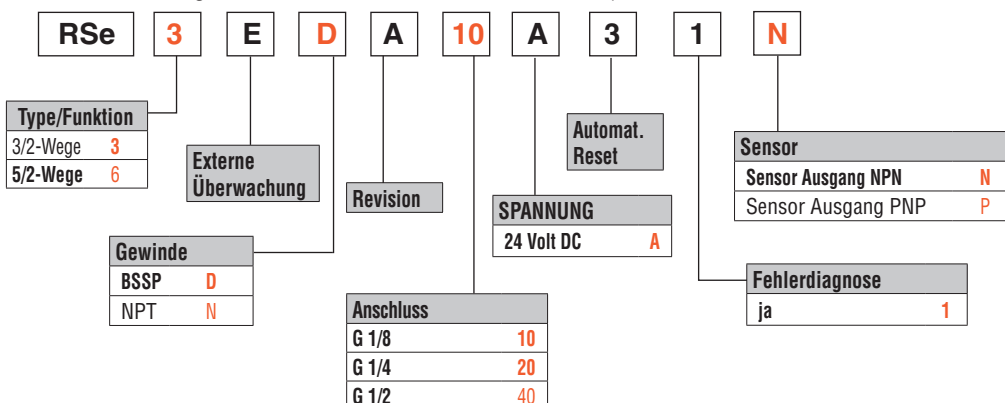 RSe 3 E D A 10 A 3 1 N
Type/Funktion
3/2-Wege 3
5/2-Wege 6
Externe
Überwachung
Revision
Automat.
Reset
Sensor
Sensor Ausgang NPN N
Sensor Ausgang PNP P
SPANNUNG
24 Volt DC A
Gewinde
BSSP D
NPT N
Anschluss
G 1/8 10
G 1/4 20
G 1/2 40
Fehlerdiagnose
ja 1